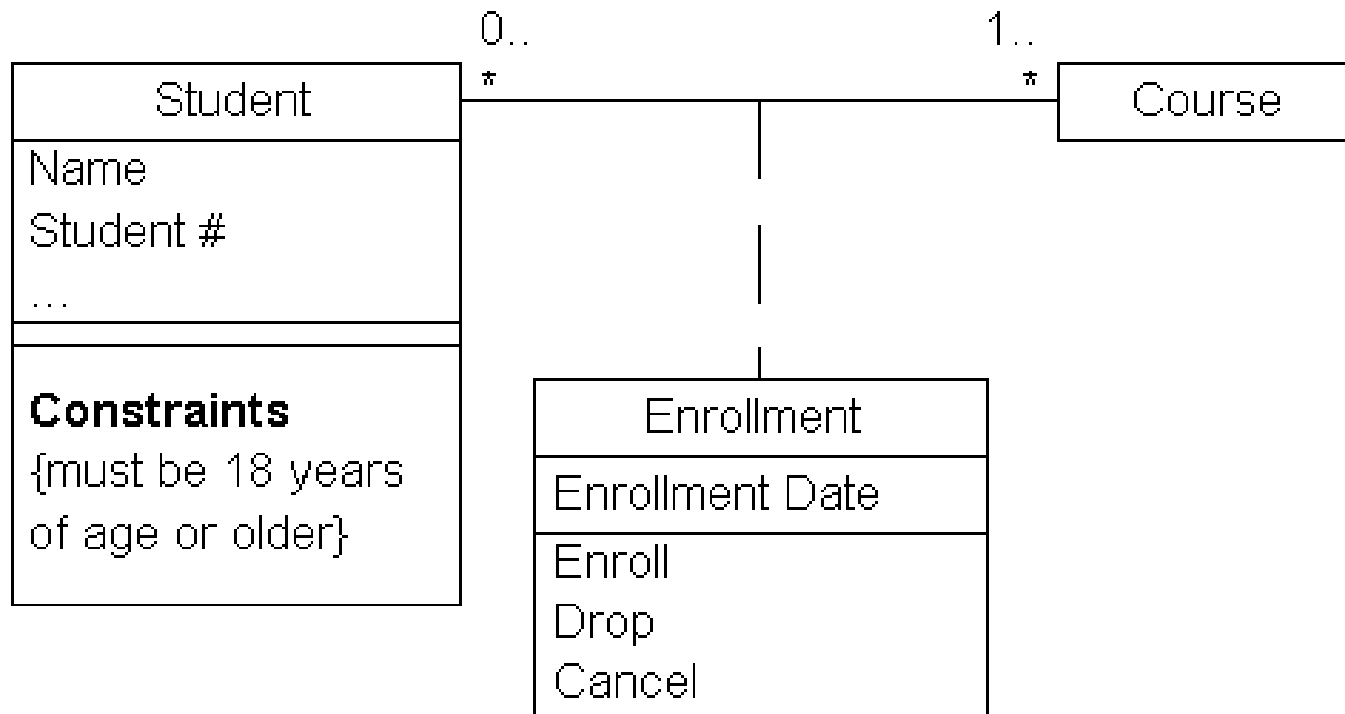 0..
*
1..
*
Student
Name
Student #
...
Constraints
{must be 18 years
of age or older}
Course
Enrollment
Enrollment Date
Enroll
Drop
Cancel